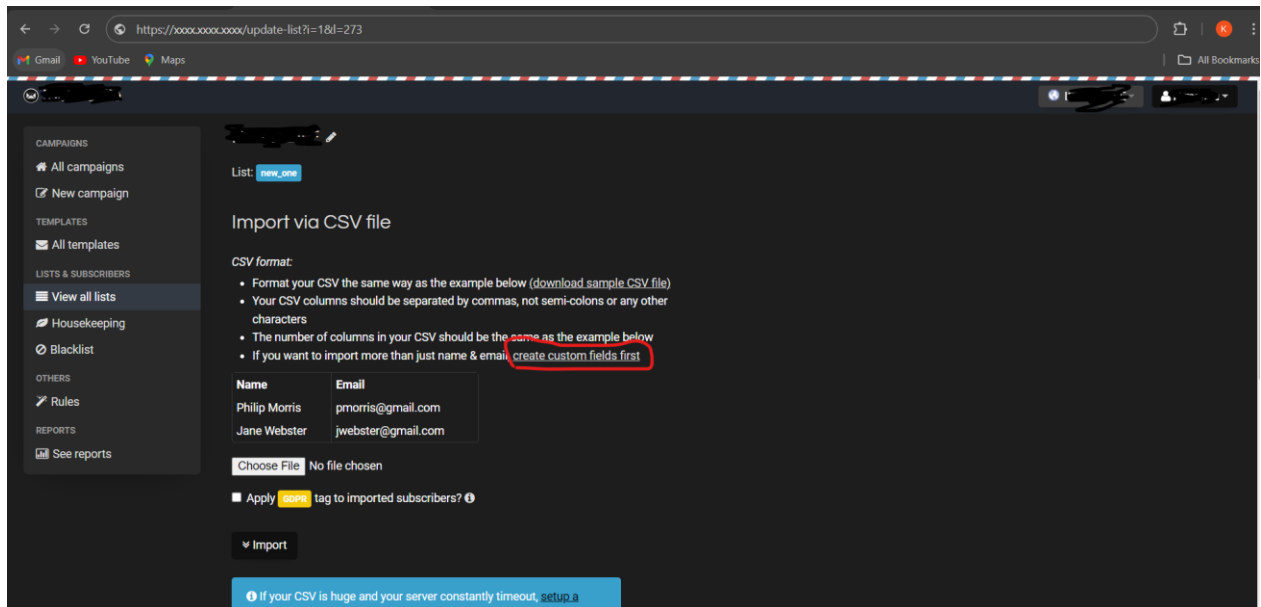 https://xxxx.xxxx.xxxx/update-list?i=1&l=273
K
Gmail YouTube Maps
All Bookmarks
CAMPAIGNS
All campaigns
New campaign
TEMPLATES
All templates
LISTS & SUBSCRIBERS
View all lists
Housekeeping
Blacklist
OTHERS
Rules
REPORTS
See reports
List: new_one
Import via CSV file
CSV format:
Format your CSV the same way as the example below (download sample CSV file)
Your CSV columns should be separated by commas, not semi-colons or any other
characters
The number of columns in your CSV should be the same as the example below
If you want to import more than just name & email, create custom fields first
Name Email
Philip Morris pmorris@gmail.com
Jane Webster jwebster@gmail.com
Choose File No file chosen
Apply GDPR tag to imported subscribers?
Import
If your CSV is huge and your server constantly timeout, setup a